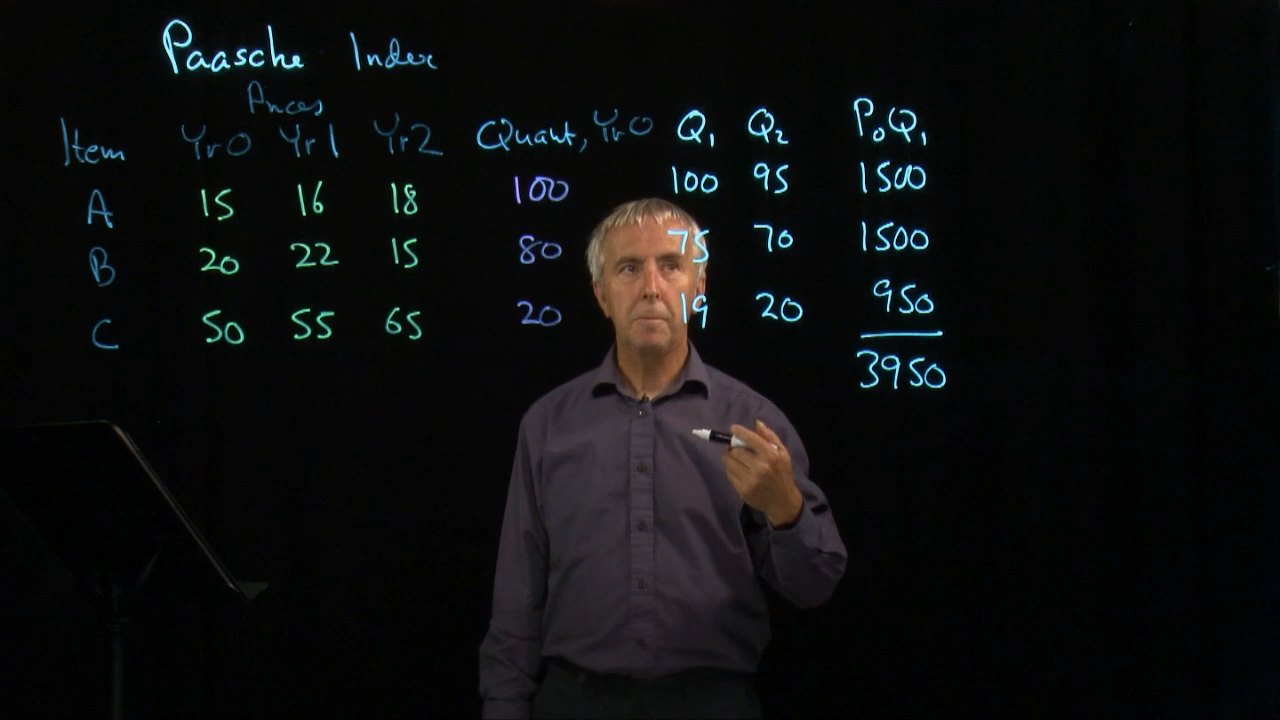 Paasche Index
Prices
Item Yr0 Yr1 Yr2 Quant, Yr0 Q₁ Q₂ P₀Q₁
A 15 16 18 100 100 95 1500
B 20 22 15 80 75 70 1500
C 50 55 65 20 19 20 950
3950